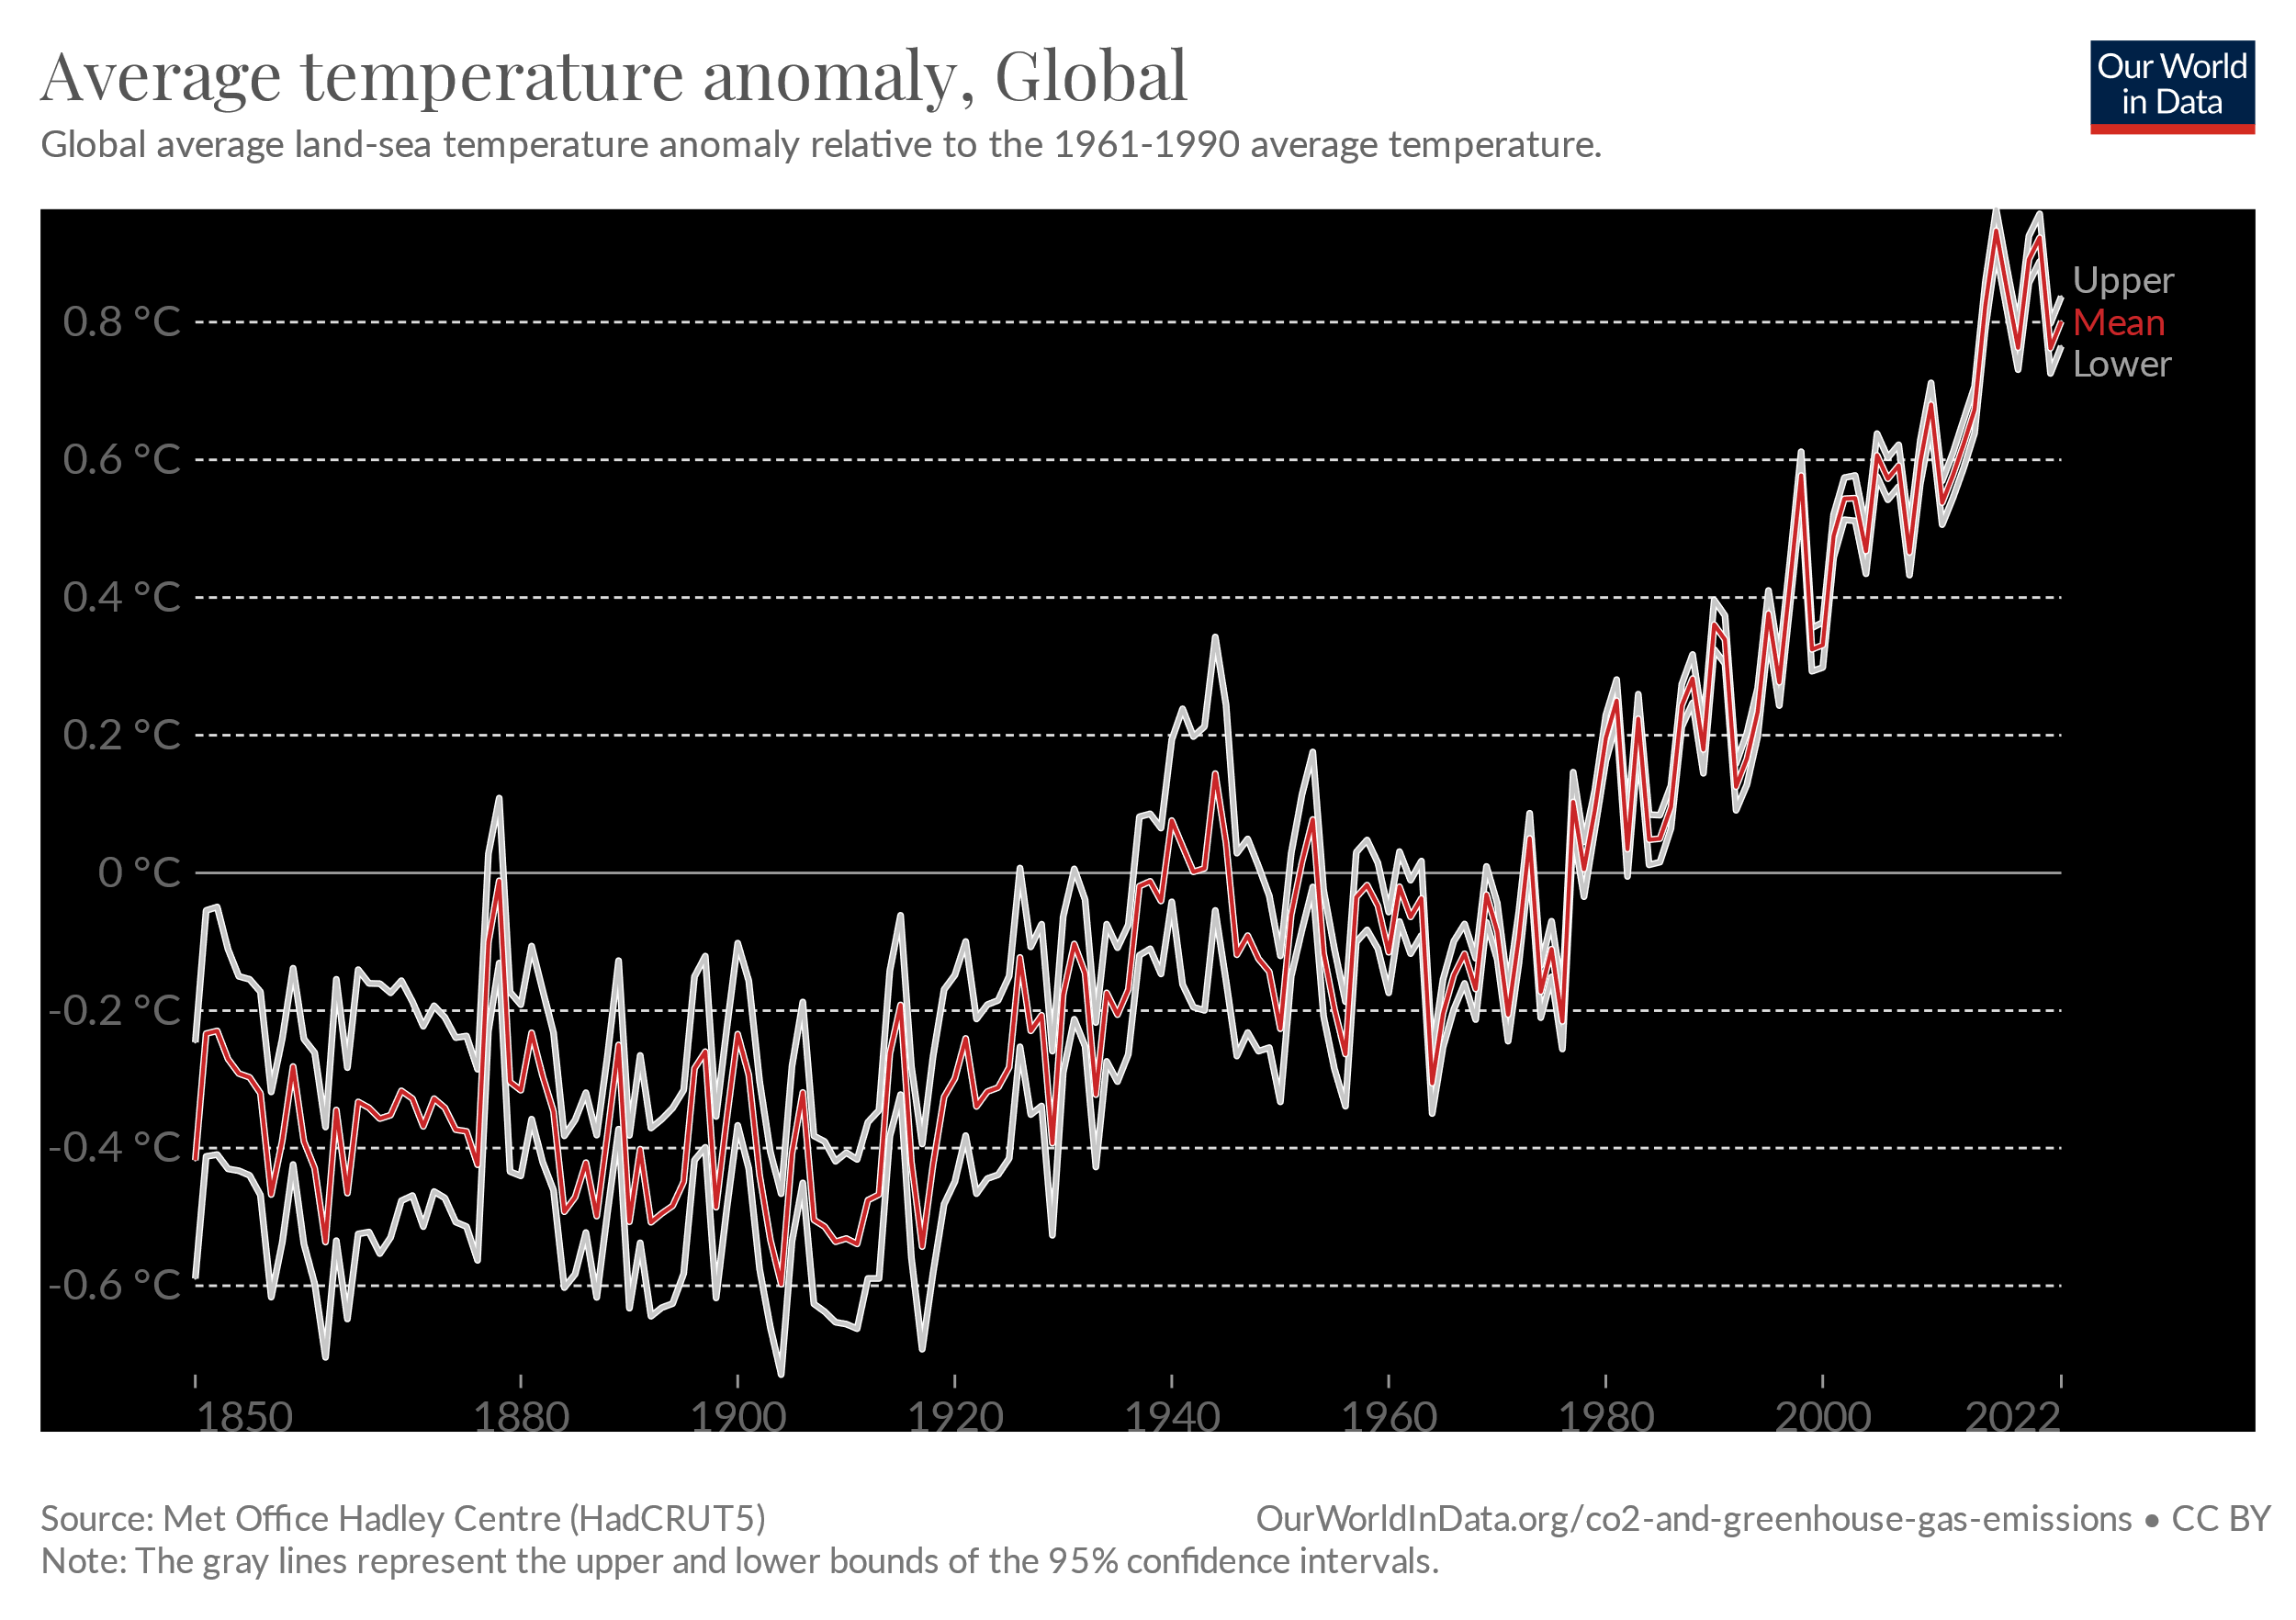 Average temperature anomaly, Global
Our World
in Data
Global average land-sea temperature anomaly relative to the 1961-1990 average temperature.
Upper
0.8 °C
Mean
Lower
0.6 °C
0.4 °C
0.2 °C
0 °C
-0.2 °C
-0.4 °C
-0.6 °C
1850 1880 1900 1920 1940 1960 1980 2000 2022
Source: Met Office Hadley Centre (HadCRUT5)
OurWorldInData.org/co2-and-greenhouse-gas-emissions • CC BY
Note: The gray lines represent the upper and lower bounds of the 95% confidence intervals.